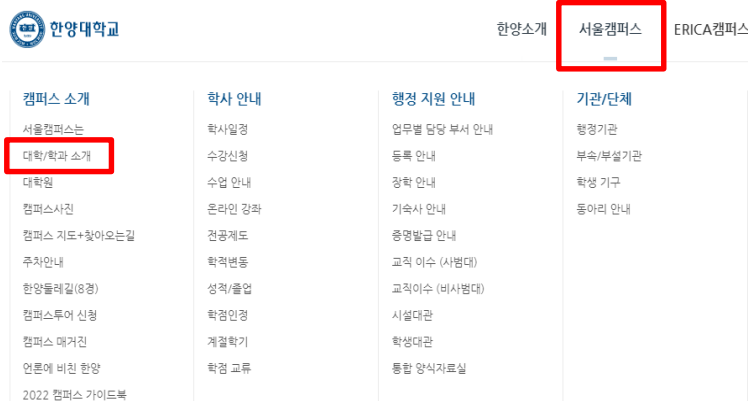 한양대학교
한양소개 서울캠퍼스 ERICA캠퍼스
캠퍼스 소개
서울캠퍼스는
대학/학과 소개
대학원
캠퍼스사진
캠퍼스 지도+찾아오는길
주차안내
한양둘레길(8경)
캠퍼스투어 신청
캠퍼스 매거진
언론에 비친 한양
2022 캠퍼스 가이드북
학사 안내
학사일정
수강신청
수업 안내
온라인 강좌
전공제도
학적변동
성적/졸업
학점인정
계절학기
학점 교류
행정 지원 안내
업무별 담당 부서 안내
등록 안내
장학 안내
기숙사 안내
증명발급 안내
교직 이수 (사범대)
교직이수 (비사범대)
시설대관
학생대관
통합 양식자료실
기관/단체
행정기관
부속/부설기관
학생 기구
동아리 안내